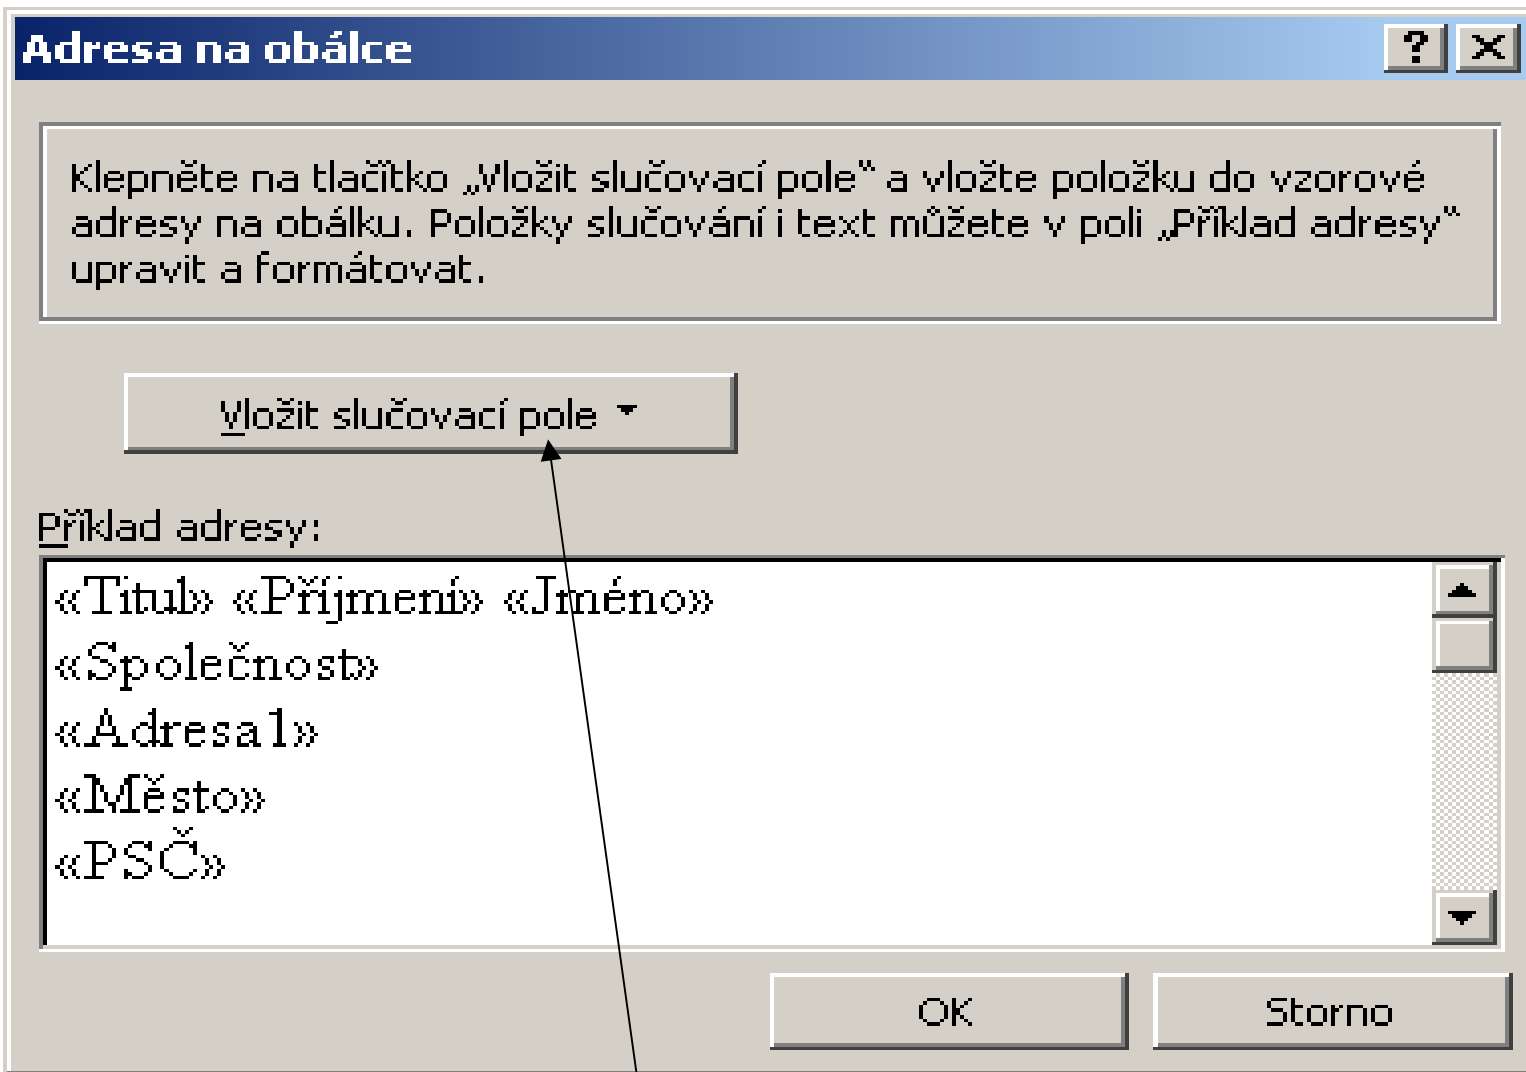 Adresa na obálce
Klepněte na tlačítko „Vložit slučovací pole“ a vložte položku do vzorové
adresy na obálku. Položky slučování i text můžete v poli „Příklad adresy“
upravit a formátovat.
Vložit slučovací pole
Příklad adresy:
«Titul» «Příjmení» «Jméno»
«Společnost»
«Adresa1»
«Město»
«PSČ»
OK Storno